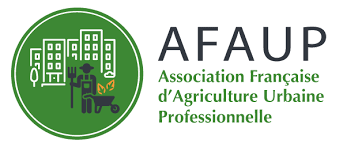 AFAUP
Association Française
d'Agriculture Urbaine
Professionnelle